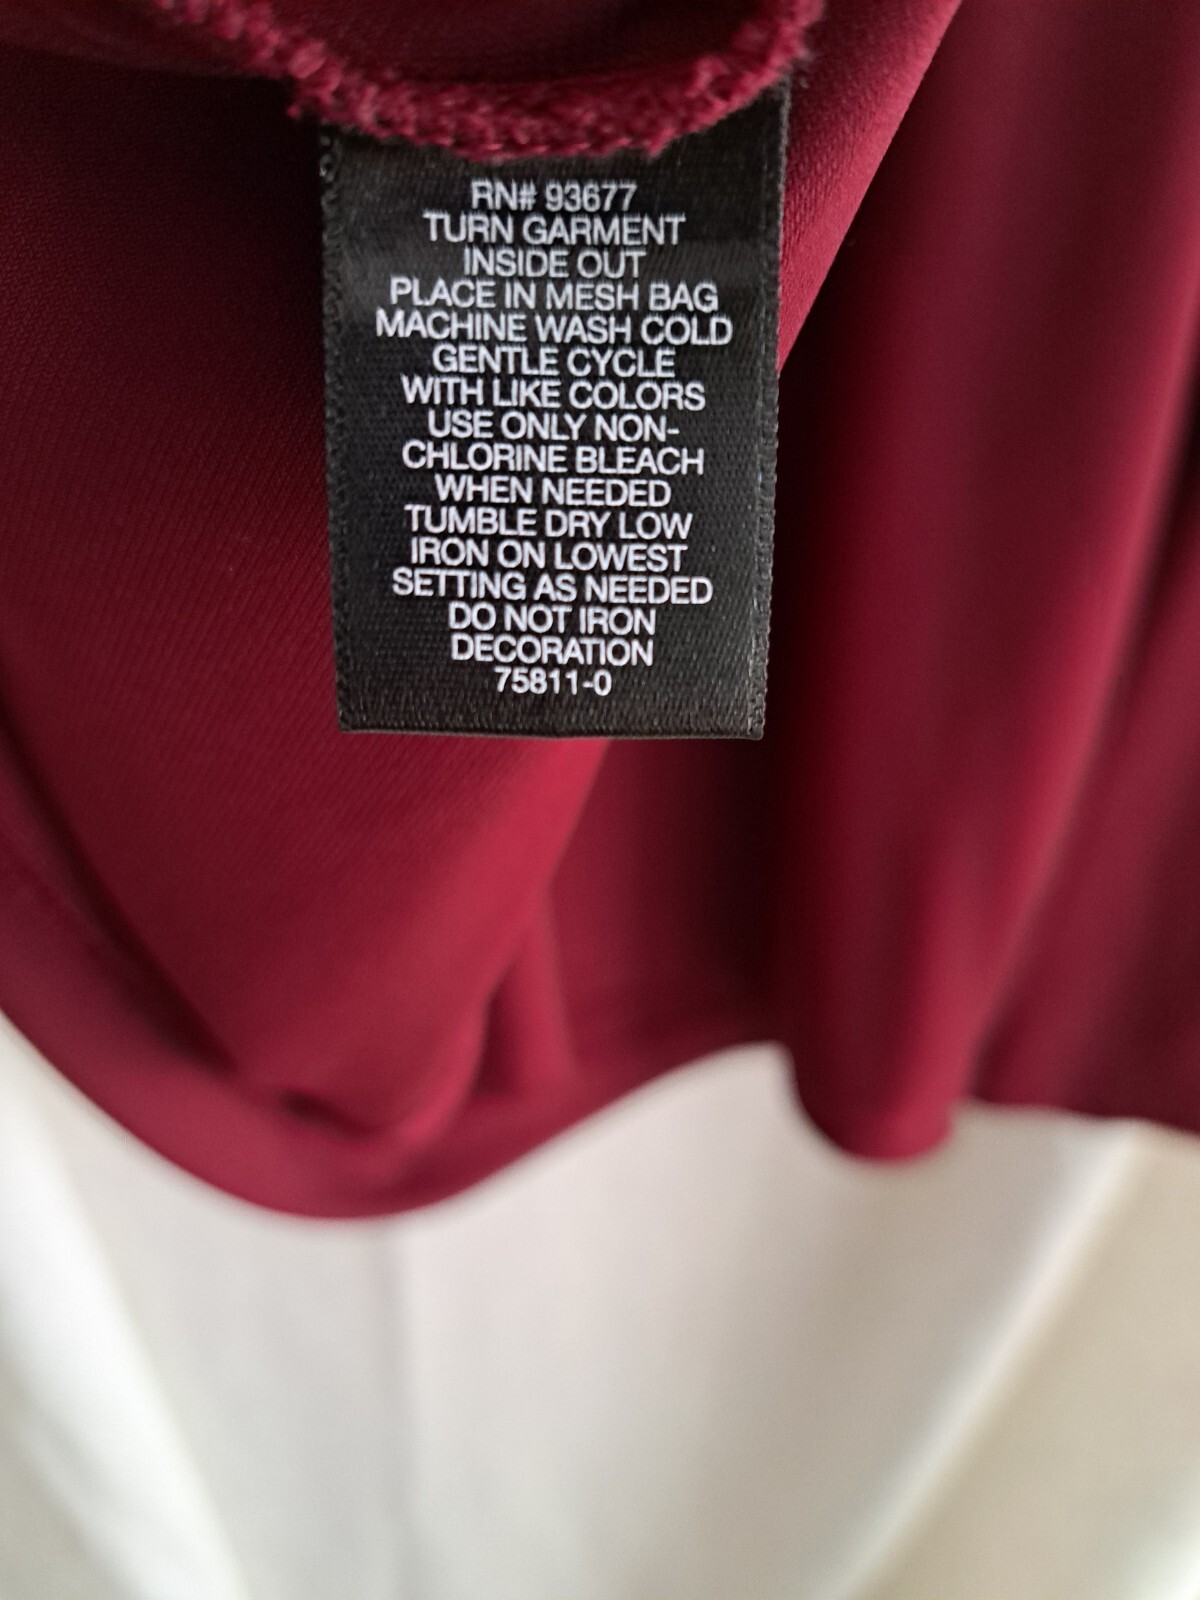 RN# 93677
TURN GARMENT
INSIDE OUT
PLACE IN MESH BAG
MACHINE WASH COLD
GENTLE CYCLE
WITH LIKE COLORS
USE ONLY NON-
CHLORINE BLEACH
WHEN NEEDED
TUMBLE DRY LOW
IRON ON LOWEST
SETTING AS NEEDED
DO NOT IRON
DECORATION
75811-0